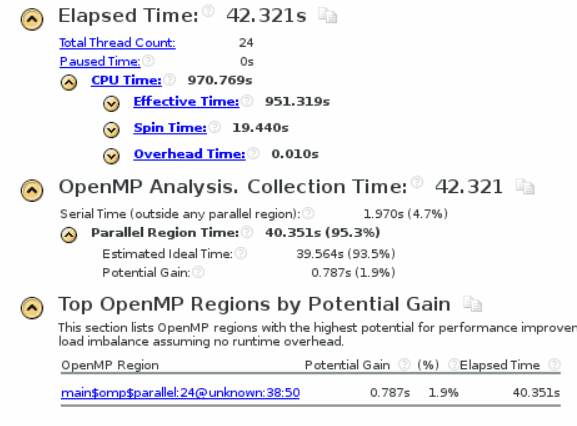 Elapsed Time: 42.321s
Total Thread Count: 24
Paused Time: 0s
CPU Time: 970.769s
Effective Time: 951.319s
Spin Time: 19.440s
Overhead Time: 0.010s
OpenMP Analysis. Collection Time: 42.321
Serial Time (outside any parallel region): 1.970s (4.7%)
Parallel Region Time: 40.351s (95.3%)
Estimated Ideal Time: 39.564s (93.5%)
Potential Gain: 0.787s (1.9%)
Top OpenMP Regions by Potential Gain
This section lists OpenMP regions with the highest potential for performance improver
load imbalance assuming no runtime overhead.
OpenMP Region Potential Gain (%) Elapsed Time
main$omp$parallel:24@unknown:38:50 0.787s 1.9% 40.351s